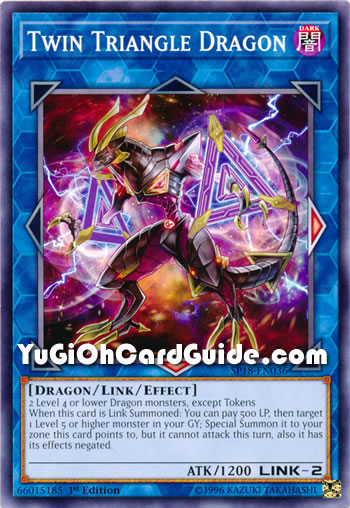 TWIN TRIANGLE DRAGON
DARK
闇
YuGiOhCardGuide.com
SP18-EN036
[DRAGON/LINK/EFFECT]
2 Level 4 or lower Dragon monsters, except Tokens
When this card is Link Summoned: You can pay 500 LP, then target
1 Level 5 or higher monster in your GY; Special Summon it to your
zone this card points to, but it cannot attack this turn, also it has
its effects negated.
ATK/1200 LINK-2
66015185 1st Edition ©1996 KAZUKI TAKAHASHI